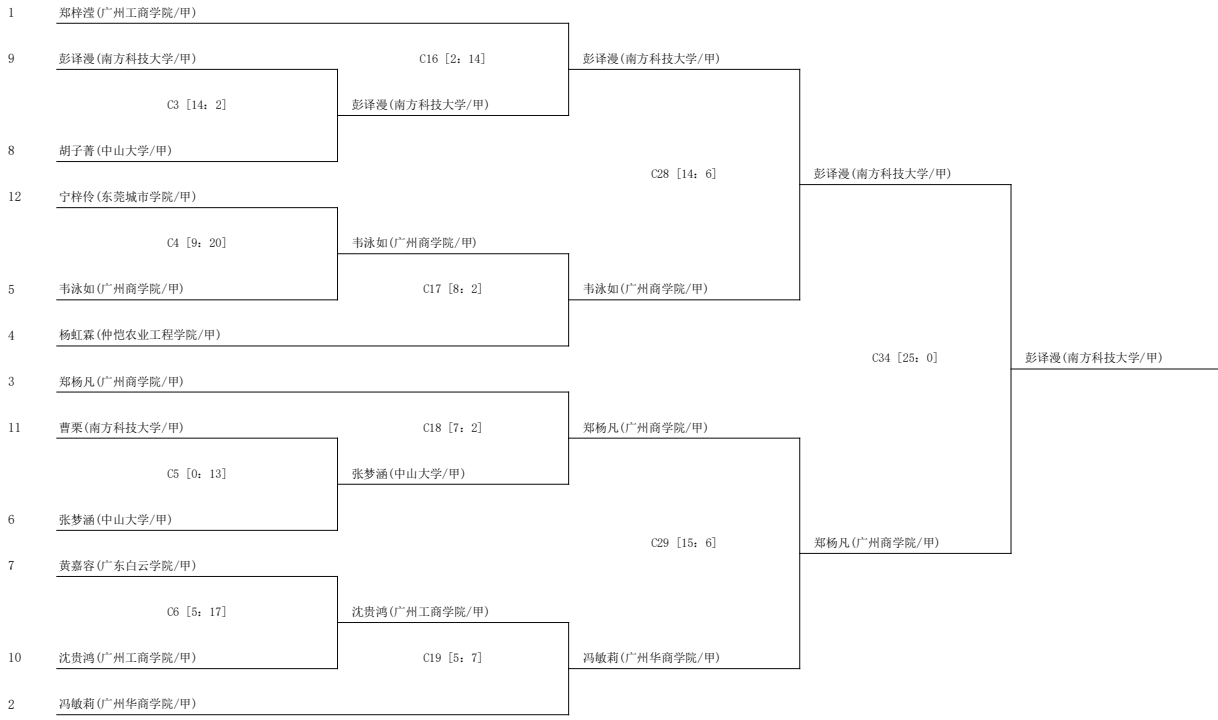 1 郑梓滢(广州工商学院/甲)
9 彭译漫(南方科技大学/甲) C16 [2: 14] 彭译漫(南方科技大学/甲)
C3 [14: 2] 彭译漫(南方科技大学/甲)
8 胡子菁(中山大学/甲)
C28 [14: 6] 彭译漫(南方科技大学/甲)
12 宁梓伶(东莞城市学院/甲)
C4 [9: 20] 韦泳如(广州商学院/甲)
5 韦泳如(广州商学院/甲) C17 [8: 2] 韦泳如(广州商学院/甲)
4 杨虹霖(仲恺农业工程学院/甲)
C34 [25: 0] 彭译漫(南方科技大学/甲)
3 郑杨凡(广州商学院/甲)
11 曹栗(南方科技大学/甲) C18 [7: 2] 郑杨凡(广州商学院/甲)
C5 [0: 13] 张梦涵(中山大学/甲)
6 张梦涵(中山大学/甲)
C29 [15: 6] 郑杨凡(广州商学院/甲)
7 黄嘉容(广东白云学院/甲)
C6 [5: 17] 沈贵鸿(广州工商学院/甲)
10 沈贵鸿(广州工商学院/甲) C19 [5: 7] 冯敏莉(广州华商学院/甲)
2 冯敏莉(广州华商学院/甲)